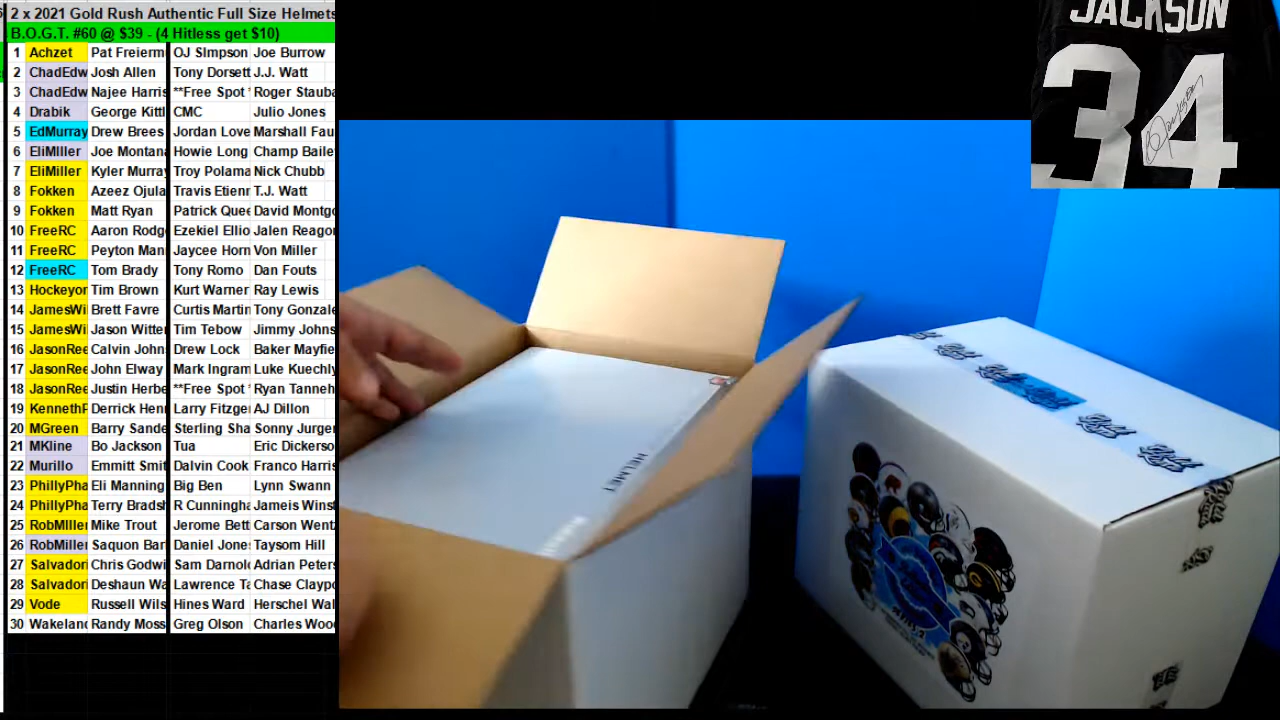 2 x 2021 Gold Rush Authentic Full Size Helmets
B.O.G.T. #60 @ $39 - (4 Hitless get $10)
1 Achzet Pat Freierm OJ SImpson Joe Burrow
2 ChadEdw Josh Allen Tony Dorsett J.J. Watt
3 ChadEdw Najee Harris **Free Spot * Roger Stauba
4 Drabik George Kittl CMC Julio Jones
5 EdMurray Drew Brees Jordan Love Marshall Fau
6 EliMIller Joe Montana Howie Long Champ Baile
7 EliMiller Kyler Murray Troy Polama Nick Chubb
8 Fokken Azeez Ojula Travis Etienn T.J. Watt
9 Fokken Matt Ryan Patrick Quee David Montgo
10 FreeRC Aaron Rodg Ezekiel Ellio Jalen Reagor
11 FreeRC Peyton Man Jaycee Horn Von Miller
12 FreeRC Tom Brady Tony Romo Dan Fouts
13 Hockeyor Tim Brown Kurt Warner Ray Lewis
14 JamesWi Brett Favre Curtis Martin Tony Gonzale
15 JamesWi Jason Witten Tim Tebow Jimmy Johns
16 JasonRee Calvin John Drew Lock Baker Mayfie
17 JasonRee John Elway Mark Ingram Luke Kuechly
18 JasonRee Justin Herbe **Free Spot * Ryan Tanneh
19 KennethP Derrick Henr Larry Fitzger AJ Dillon
20 MGreen Barry Sande Sterling Sha Sonny Jurger
21 MKline Bo Jackson Tua Eric Dickerso
22 Murillo Emmitt Smit Dalvin Cook Franco Harris
23 PhillyPha Eli Manning Big Ben Lynn Swann
24 PhillyPha Terry Bradsh R Cunningha Jameis Winst
25 RobMIller Mike Trout Jerome Bett Carson Wentz
26 RobMiller Saquon Bar Daniel Jones Taysom Hill
27 Salvadori Chris Godwi Sam Darnold Adrian Peters
28 Salvadori Deshaun Wa Lawrence Ta Chase Claypo
29 Vode Russell Wils Hines Ward Herschel Wal
30 Wakeland Randy Moss Greg Olson Charles Wood
JACKSON
34
HELMET